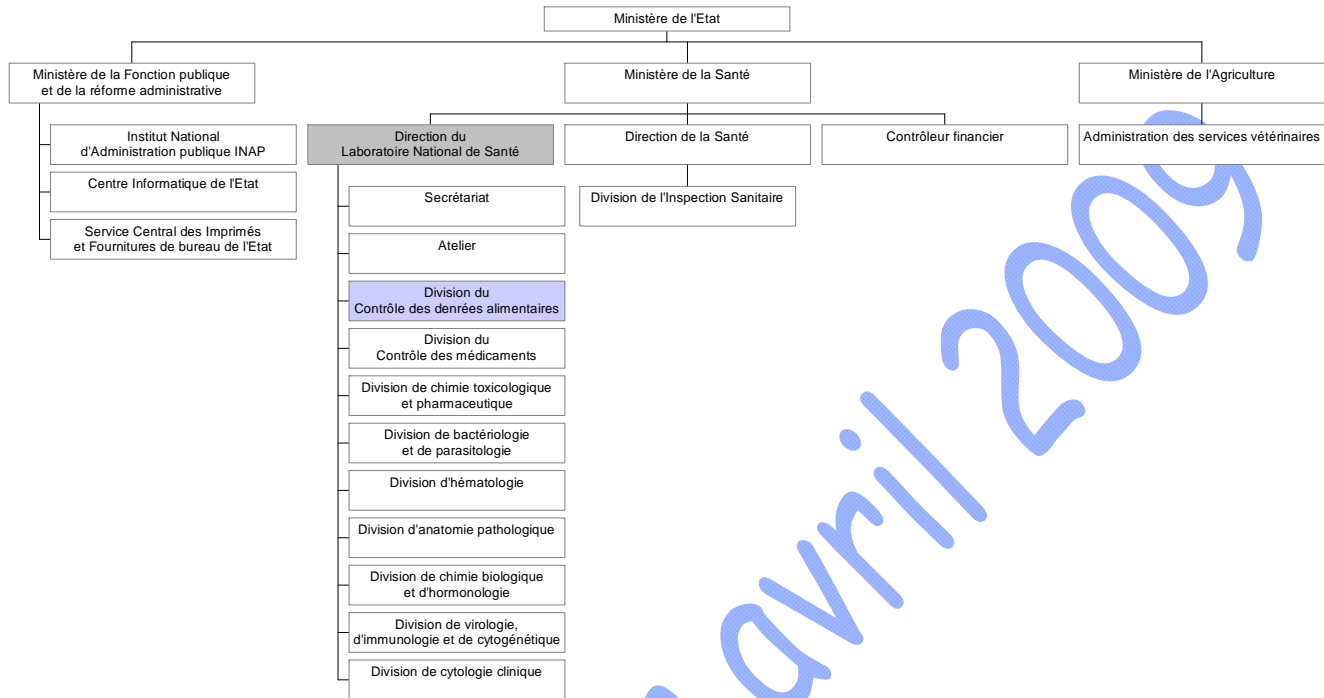 Ministère de l'Etat
Ministère de la Fonction publique
et de la réforme administrative
Ministère de la Santé
Ministère de l'Agriculture
Institut National
d'Administration publique INAP
Direction du
Laboratoire National de Santé
Direction de la Santé
Contrôleur financier
Administration des services vétérinaires
Centre Informatique de l'Etat
Secrétariat
Division de l'Inspection Sanitaire
Service Central des Imprimés
et Fournitures de bureau de l'Etat
Atelier
Division du
Contrôle des denrées alimentaires
Division du
Contrôle des médicaments
Division de chimie toxicologique
et pharmaceutique
Division de bactériologie
et de parasitologie
Division d'hématologie
Division d'anatomie pathologique
Division de chimie biologique
et d'hormonologie
Division de virologie,
d'immunologie et de cytogénétique
Division de cytologie clinique
avril 2009